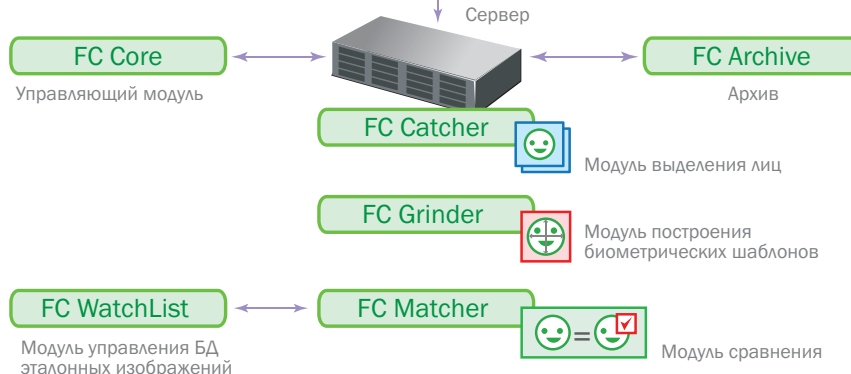 Сервер
FC Core
FC Archive
Управляющий модуль
Архив
FC Catcher
Модуль выделения лиц
FC Grinder
Модуль построения
биометрических шаблонов
FC WatchList
FC Matcher
Модуль управления БД
эталонных изображений
=
Модуль сравнения